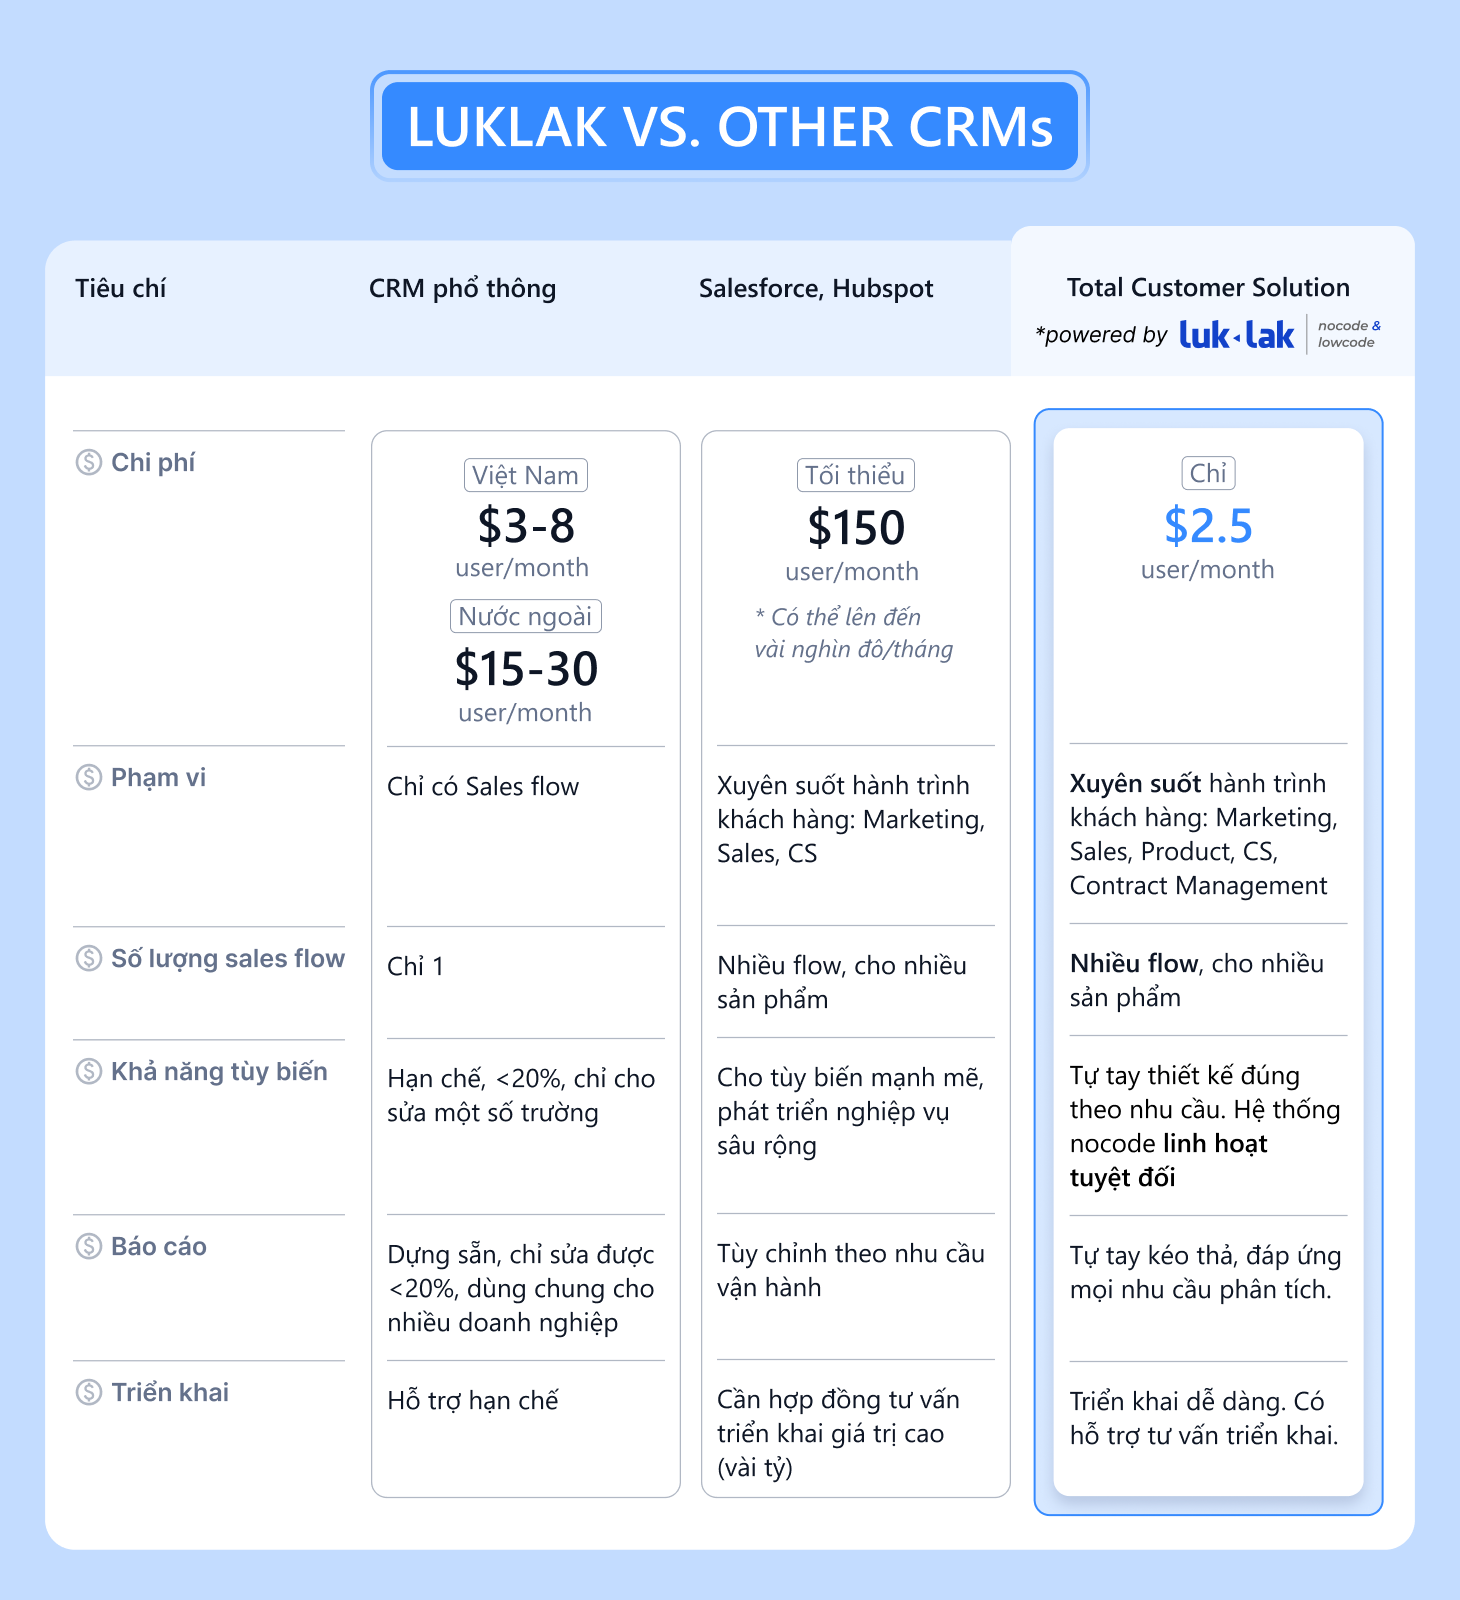 LUKLAK VS. OTHER CRMs
Tiêu chí
CRM phổ thông
Salesforce, Hubspot
Total Customer Solution
*powered by luk lak nocode &
lowcode
Chi phí
Việt Nam
$3-8
user/month
Nước ngoài
$15-30
user/month
Tối thiểu
$150
user/month
* Có thể lên đến
vài nghìn đô/tháng
Chỉ
$2.5
user/month
Phạm vi
Chỉ có Sales flow
Xuyên suốt hành trình
khách hàng: Marketing,
Sales, CS
Xuyên suốt hành trình
khách hàng: Marketing,
Sales, Product, CS,
Contract Management
Số lượng sales flow
Chỉ 1
Nhiều flow, cho nhiều
sản phẩm
Nhiều flow, cho nhiều
sản phẩm
Khả năng tùy biến
Hạn chế, <20%, chỉ cho
sửa một số trường
Cho tùy biến mạnh mẽ,
phát triển nghiệp vụ
sâu rộng
Tự tay thiết kế đúng
theo nhu cầu. Hệ thống
nocode linh hoạt
tuyệt đối
Báo cáo
Dựng sẵn, chỉ sửa được
<20%, dùng chung cho
nhiều doanh nghiệp
Tùy chỉnh theo nhu cầu
vận hành
Tự tay kéo thả, đáp ứng
mọi nhu cầu phân tích.
Triển khai
Hỗ trợ hạn chế
Cần hợp đồng tư vấn
triển khai giá trị cao
(vài tỷ)
Triển khai dễ dàng. Có
hỗ trợ tư vấn triển khai.